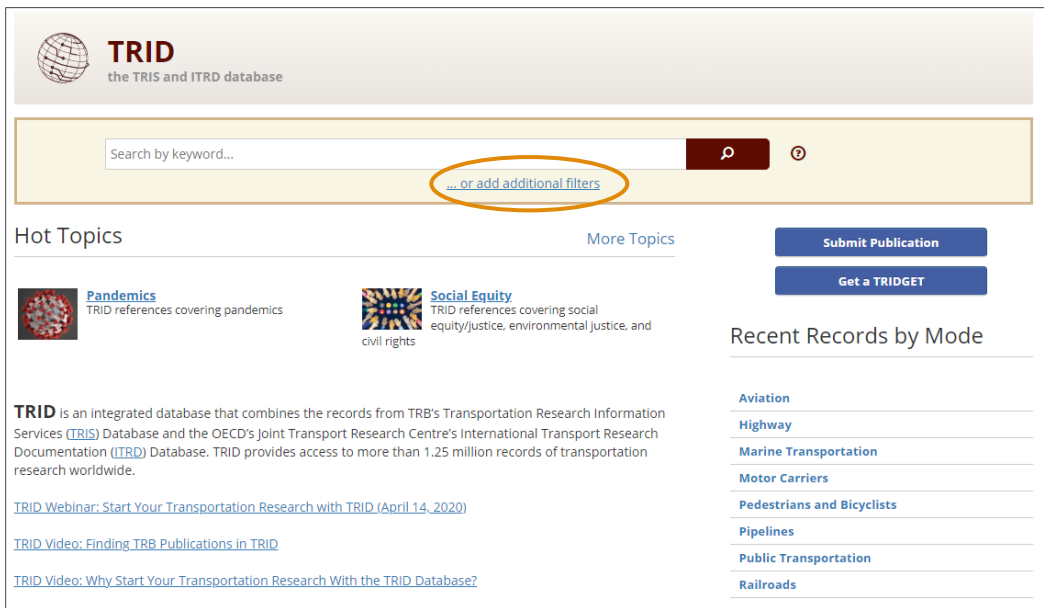 TRID
the TRIS and ITRD database
Search by keyword...
... or add additional filters
Hot Topics
More Topics
Pandemics
TRID references covering pandemics
Social Equity
TRID references covering social
equity/justice, environmental justice, and
civil rights
TRID is an integrated database that combines the records from TRB's Transportation Research Information
Services (TRIS) Database and the OECD's Joint Transport Research Centre's International Transport Research
Documentation (ITRD) Database. TRID provides access to more than 1.25 million records of transportation
research worldwide.
TRID Webinar: Start Your Transportation Research with TRID (April 14, 2020)
TRID Video: Finding TRB Publications in TRID
TRID Video: Why Start Your Transportation Research With the TRID Database?
Submit Publication
Get a TRIDGET
Recent Records by Mode
Aviation
Highway
Marine Transportation
Motor Carriers
Pedestrians and Bicyclists
Pipelines
Public Transportation
Railroads